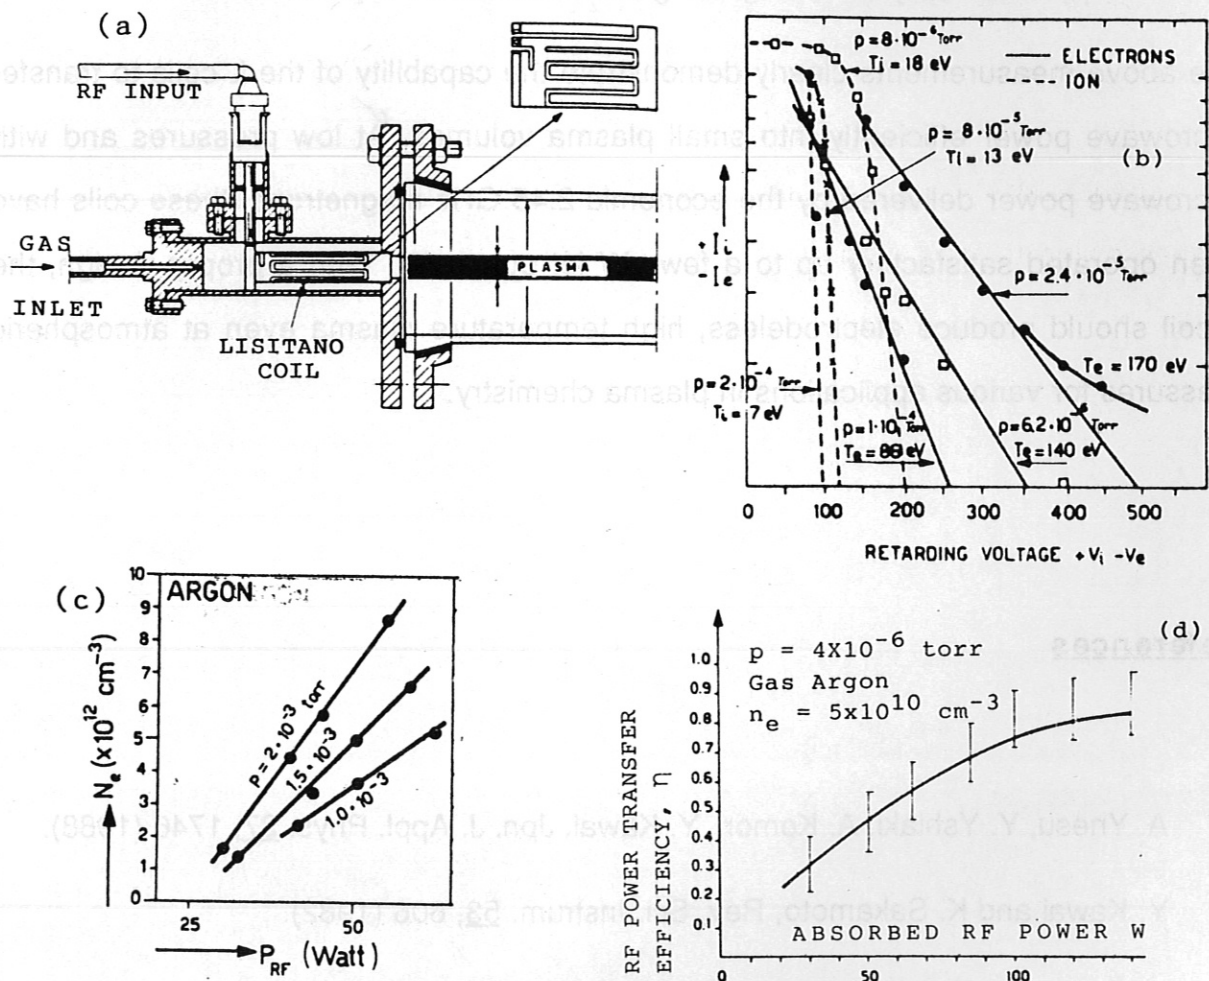 (a)
RF INPUT
GAS
INLET
LISITANO
COIL
PLASMA
(b)
p = 8·10⁻⁶ Torr
Ti = 18 eV
ELECTRONS
ION
p = 8·10⁻⁵ Torr
Ti = 13 eV
+ Ii
- Ie
p = 2.4·10⁻⁵ Torr
Te = 170 eV
p = 2·10⁻⁴ Torr
Ti = 7 eV
Torr
Te =
p = 6.2·10
Torr
Te = 140 eV
0 100 200 300 400 500
RETARDING VOLTAGE +Vi -Ve
(c)
ARGON
10
9
8
7
6
5
4
3
2
1
0
Ne (×10¹² cm⁻³)
p = 2·10⁻³ torr
1.5·10⁻³
1.0·10⁻³
25 50
PRF (Watt)
(d)
p = 4X10⁻⁶ torr
Gas Argon
ne = 5x10¹⁰ cm⁻³
1.0
0.9
0.8
0.7
0.6
0.5
0.4
0.3
0.2
0.1
RF POWER TRANSFER
EFFICIENCY, η
ABSORBED RF POWER W
0 50 100